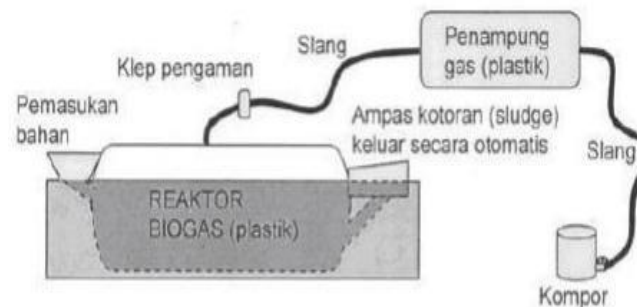 Slang
Penampung
gas (plastik)
Klep pengaman
Pemasukan
bahan
Ampas kotoran (sludge)
keluar secara otomatis
Slang
REAKTOR
BIOGAS (plastik)
Kompor